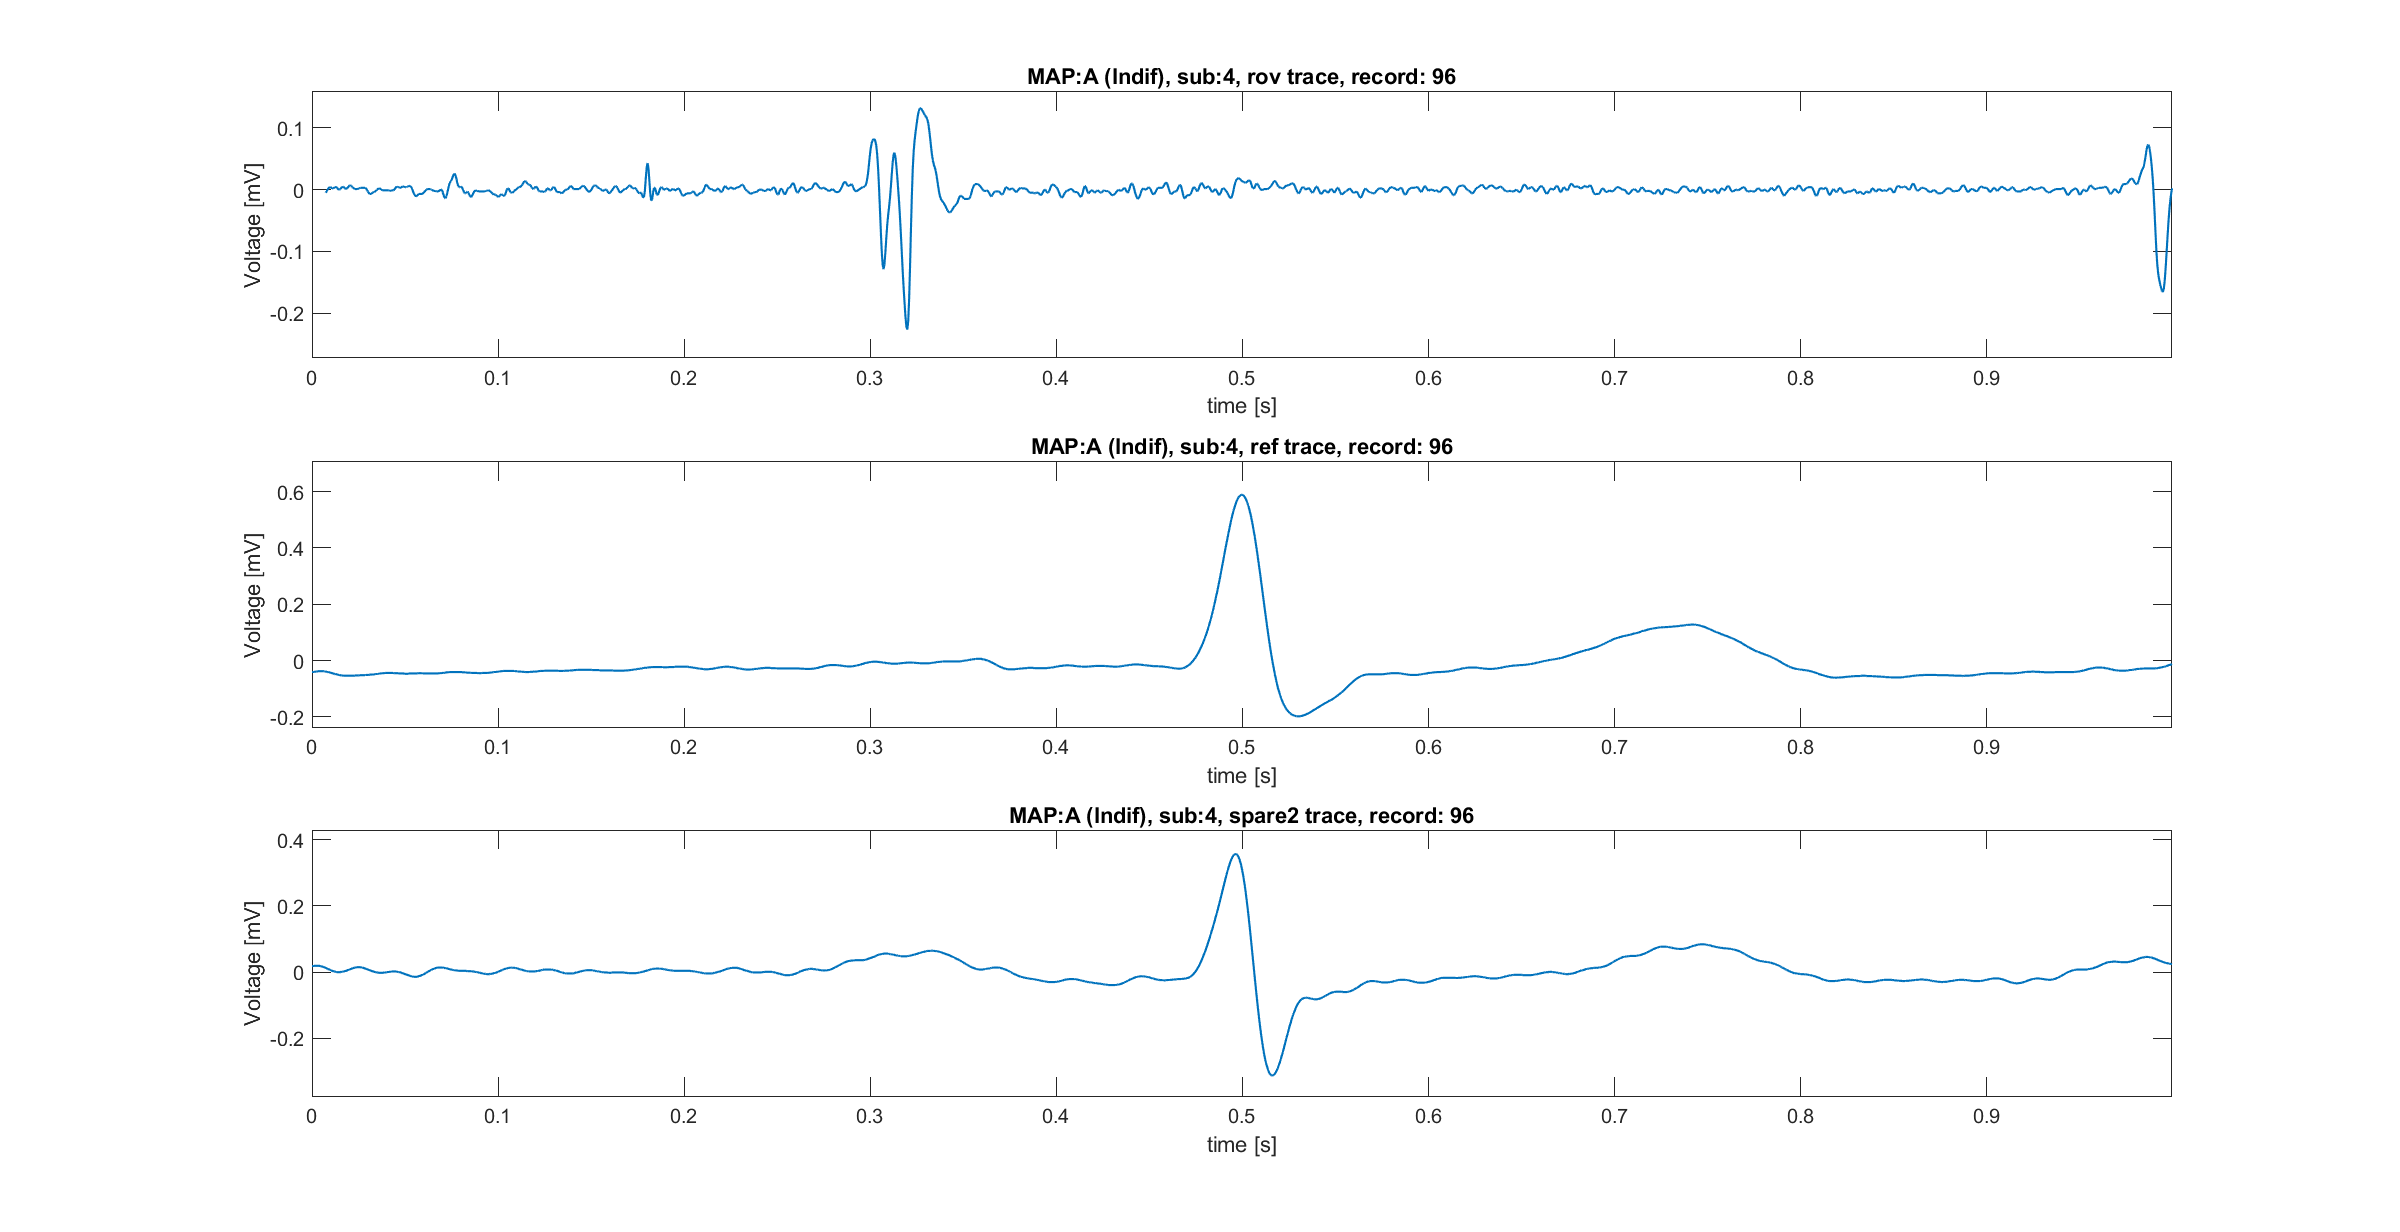 MAP:A (Indif), sub:4, rov trace, record: 96
Voltage [mV]
0.1
0
-0.1
-0.2
0 0.1 0.2 0.3 0.4 0.5 0.6 0.7 0.8 0.9
time [s]
MAP:A (Indif), sub:4, ref trace, record: 96
Voltage [mV]
0.6
0.4
0.2
0
-0.2
0 0.1 0.2 0.3 0.4 0.5 0.6 0.7 0.8 0.9
time [s]
MAP:A (Indif), sub:4, spare2 trace, record: 96
Voltage [mV]
0.4
0.2
0
-0.2
0 0.1 0.2 0.3 0.4 0.5 0.6 0.7 0.8 0.9
time [s]